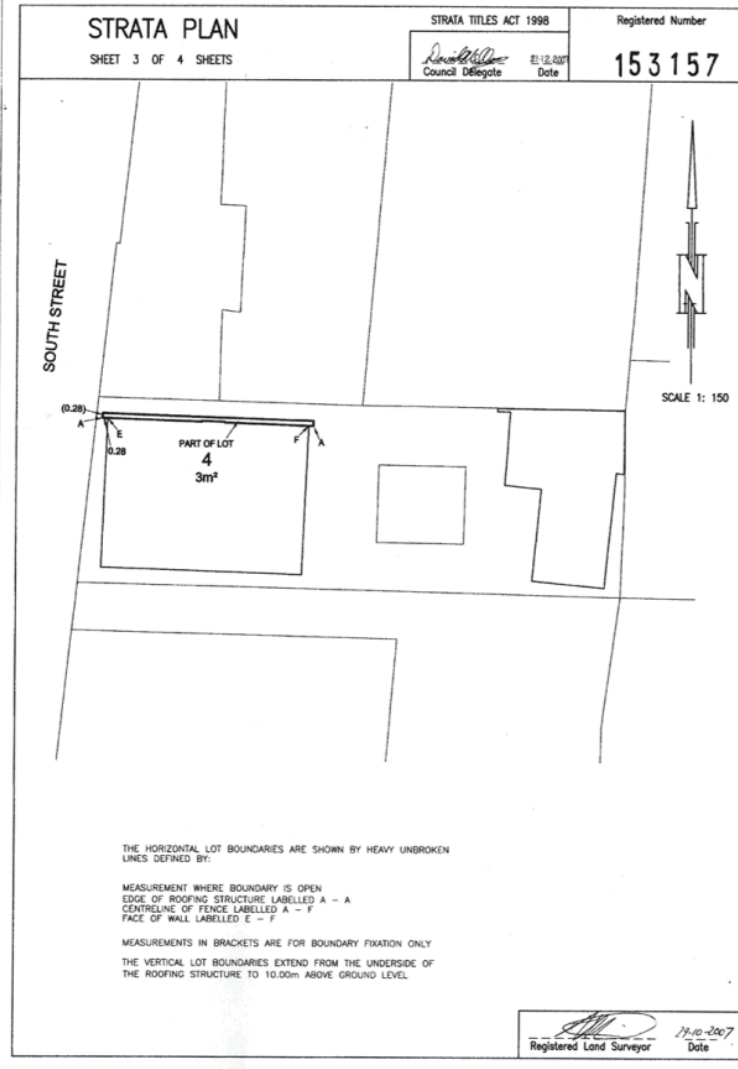 STRATA PLAN
SHEET 3 OF 4 SHEETS
STRATA TITLES ACT 1998
Council Delegate
21.12.2007
Date
Registered Number
153157
SOUTH STREET
N
SCALE 1: 150
(0.28)
A
E
0.28
PART OF LOT
4
3m²
F
A
THE HORIZONTAL LOT BOUNDARIES ARE SHOWN BY HEAVY UNBROKEN
LINES DEFINED BY:
MEASUREMENT WHERE BOUNDARY IS OPEN
EDGE OF ROOFING STRUCTURE LABELLED A – A
CENTRELINE OF FENCE LABELLED A – F
FACE OF WALL LABELLED E – F
MEASUREMENTS IN BRACKETS ARE FOR BOUNDARY FIXATION ONLY
THE VERTICAL LOT BOUNDARIES EXTEND FROM THE UNDERSIDE OF
THE ROOFING STRUCTURE TO 10.00m ABOVE GROUND LEVEL
Registered Land Surveyor
29-10-2007
Date